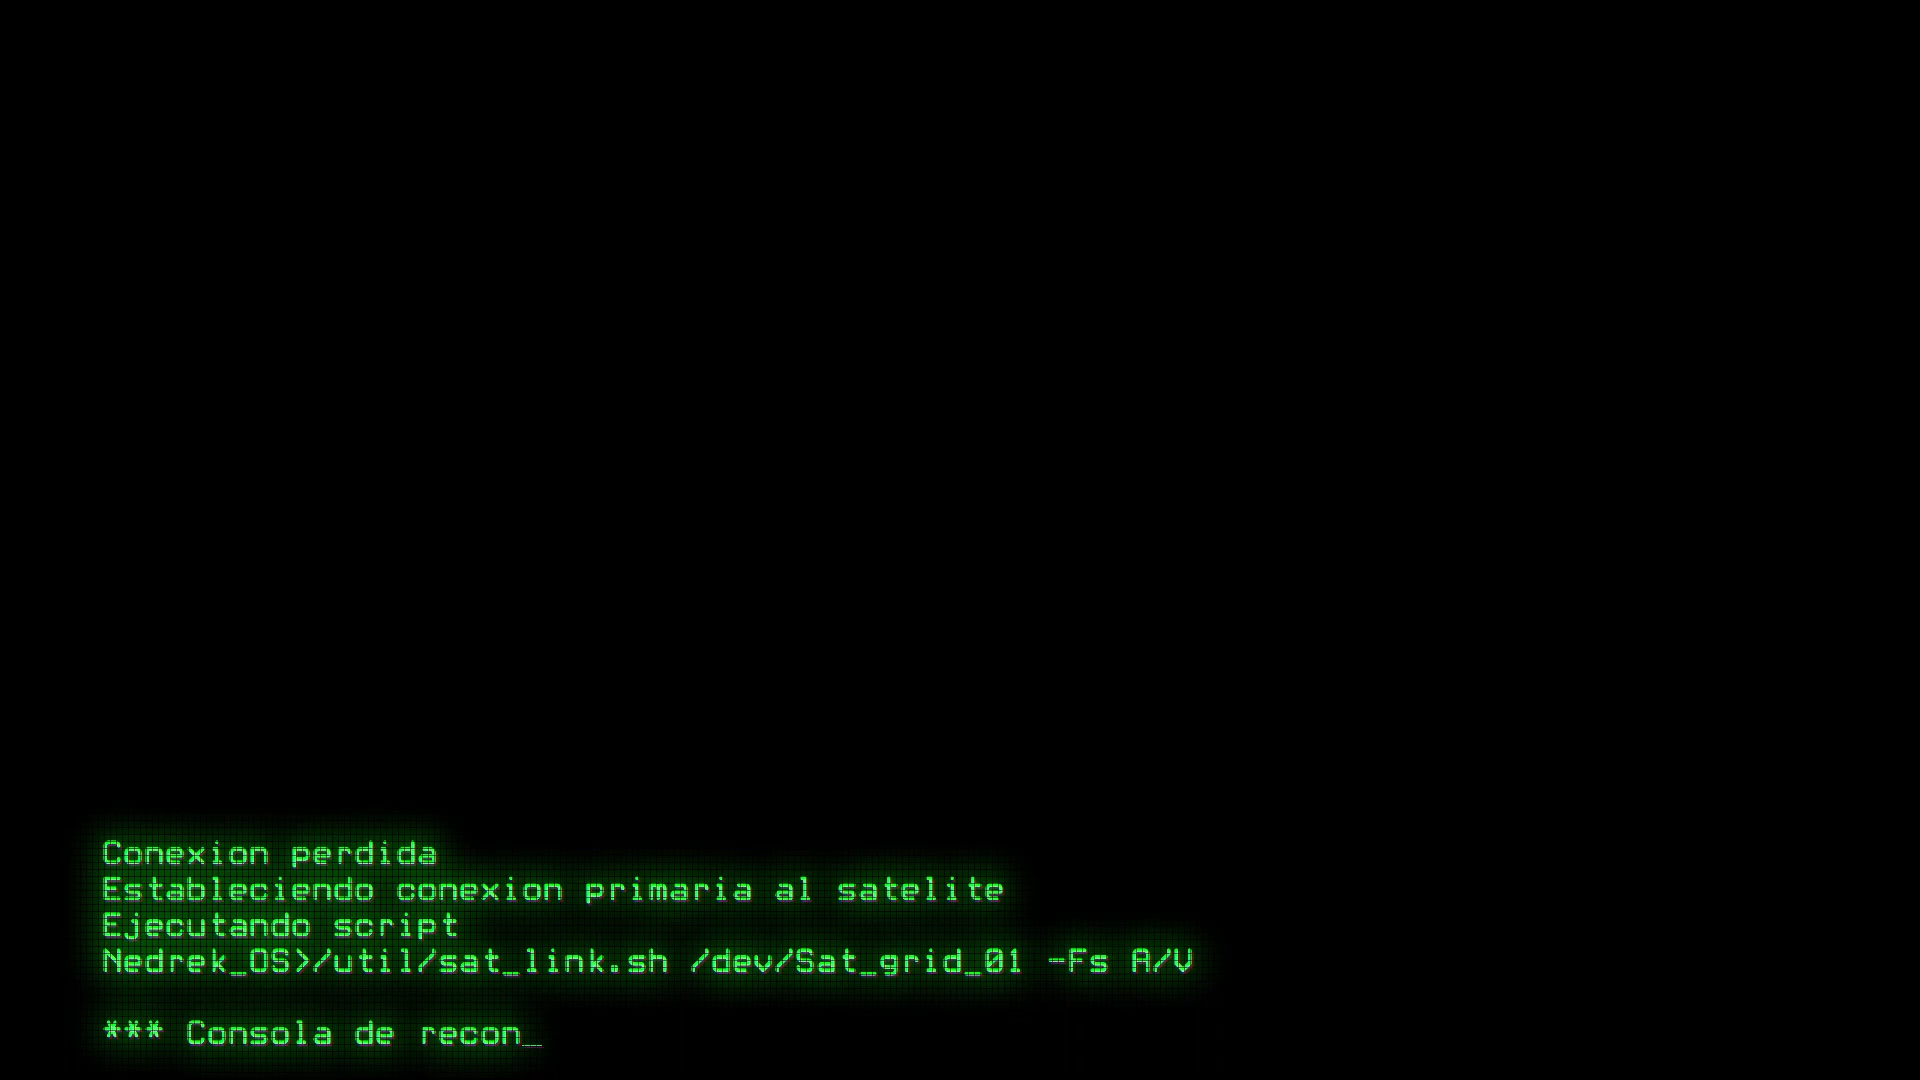 Conexion perdida
Estableciendo conexion primaria al satelite
Ejecutando script
Nedrek_OS>/util/sat_link.sh /dev/Sat_grid_01 -Fs A/V
*** Consola de recon_